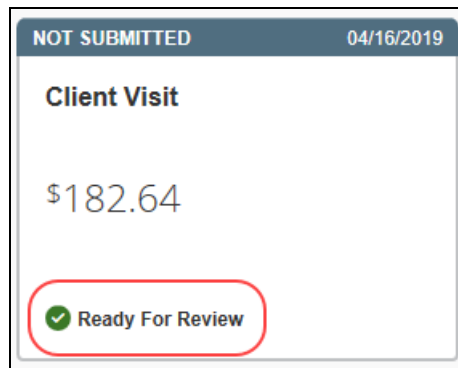 NOT SUBMITTED 04/16/2019
Client Visit
$182.64
Ready For Review